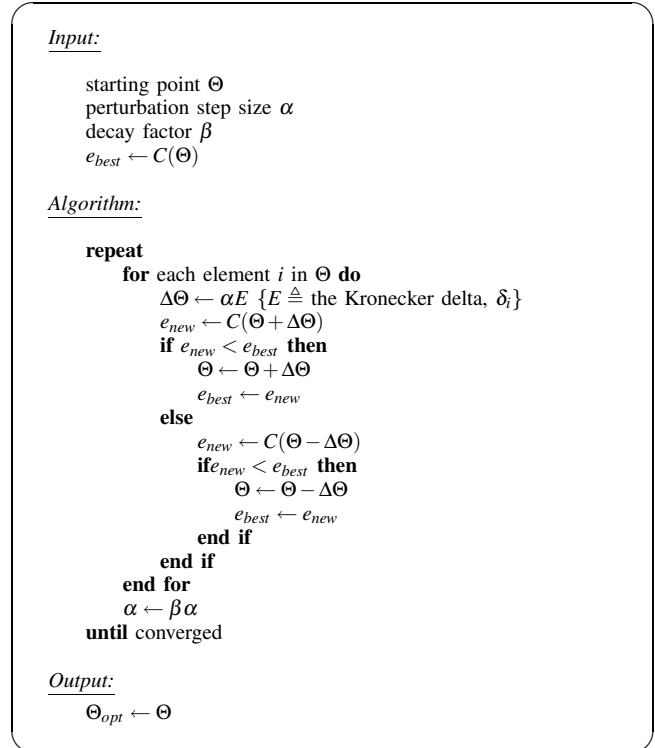 Input:
starting point Θ
perturbation step size α
decay factor β
e_best ← C(Θ)
Algorithm:
repeat
for each element i in Θ do
ΔΘ ← αE {E ≜ the Kronecker delta, δ_i}
e_new ← C(Θ + ΔΘ)
if e_new < e_best then
Θ ← Θ + ΔΘ
e_best ← e_new
else
e_new ← C(Θ − ΔΘ)
ife_new < e_best then
Θ ← Θ − ΔΘ
e_best ← e_new
end if
end if
end for
α ← βα
until converged
Output:
Θ_opt ← Θ